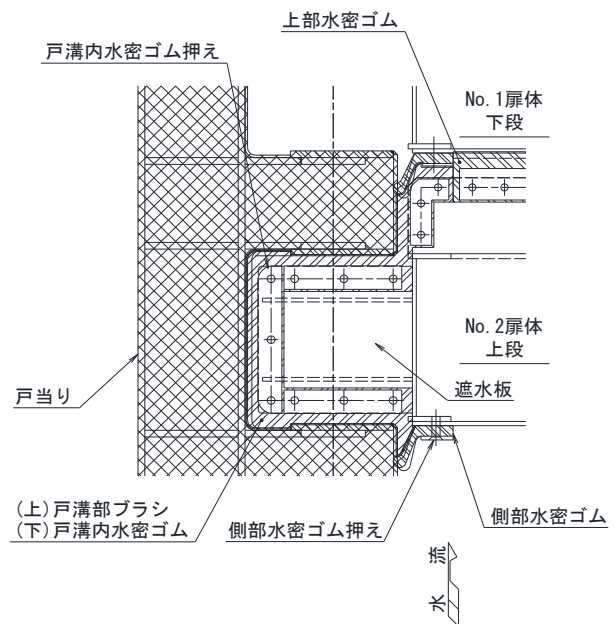 上部水密ゴム
戸溝内水密ゴム押え
No.1扉体
下段
No.2扉体
上段
遮水板
戸当り
(上)戸溝部ブラシ
(下)戸溝内水密ゴム
側部水密ゴム押え
側部水密ゴム
水 流